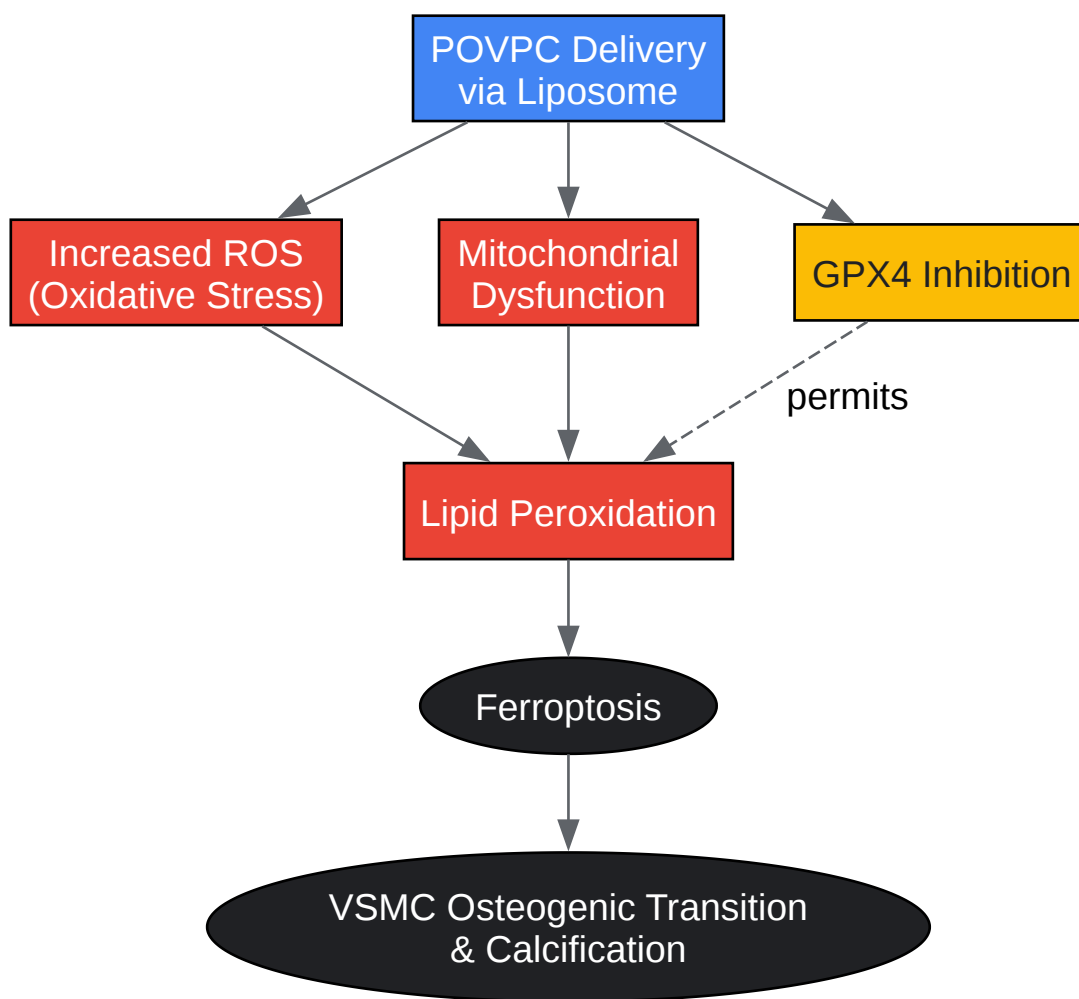 POVPC Delivery
via Liposome
Increased ROS
(Oxidative Stress)
Mitochondrial
Dysfunction
GPX4 Inhibition
permits
Lipid Peroxidation
Ferroptosis
VSMC Osteogenic Transition
& Calcification